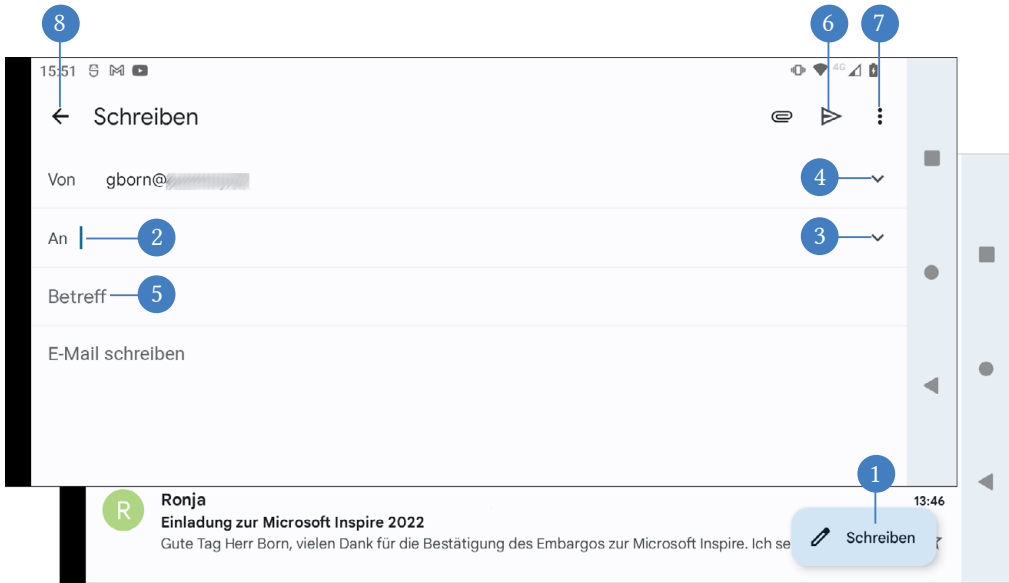 8 6 7
15:51 4G
Schreiben
Von gborn@
4
An
2
3
Betreff
5
E-Mail schreiben
1
R
Ronja
13:46
Einladung zur Microsoft Inspire 2022
Gute Tag Herr Born, vielen Dank für die Bestätigung des Embargos zur Microsoft Inspire. Ich se
Schreiben